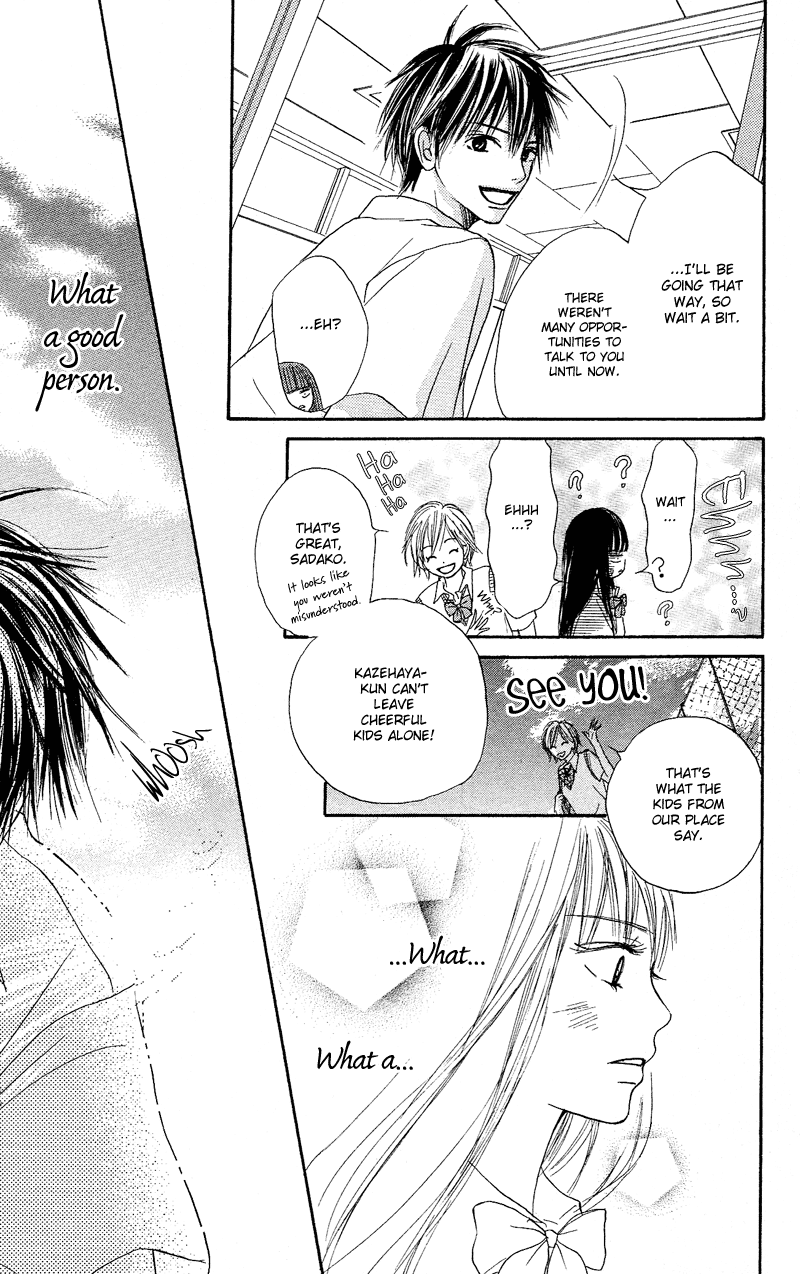 ...I'LL BE
GOING THAT
WAY, SO
WAIT A BIT.
THERE
WEREN'T
MANY OPPOR-
TUNITIES TO
TALK TO YOU
UNTIL NOW.
...EH?
Ehhh....?
WAIT
...
?
?
?
?
EHHH
...?
Ha
Ha
Ha
THAT'S
GREAT,
SADAKO.
It looks like
you weren't
misunderstood.
See you!
THAT'S
WHAT THE
KIDS FROM
OUR PLACE
SAY.
KAZEHAYA-
KUN CAN'T
LEAVE
CHEERFUL
KIDS ALONE!
...What...
What a...
What
a good
person.
whoosh